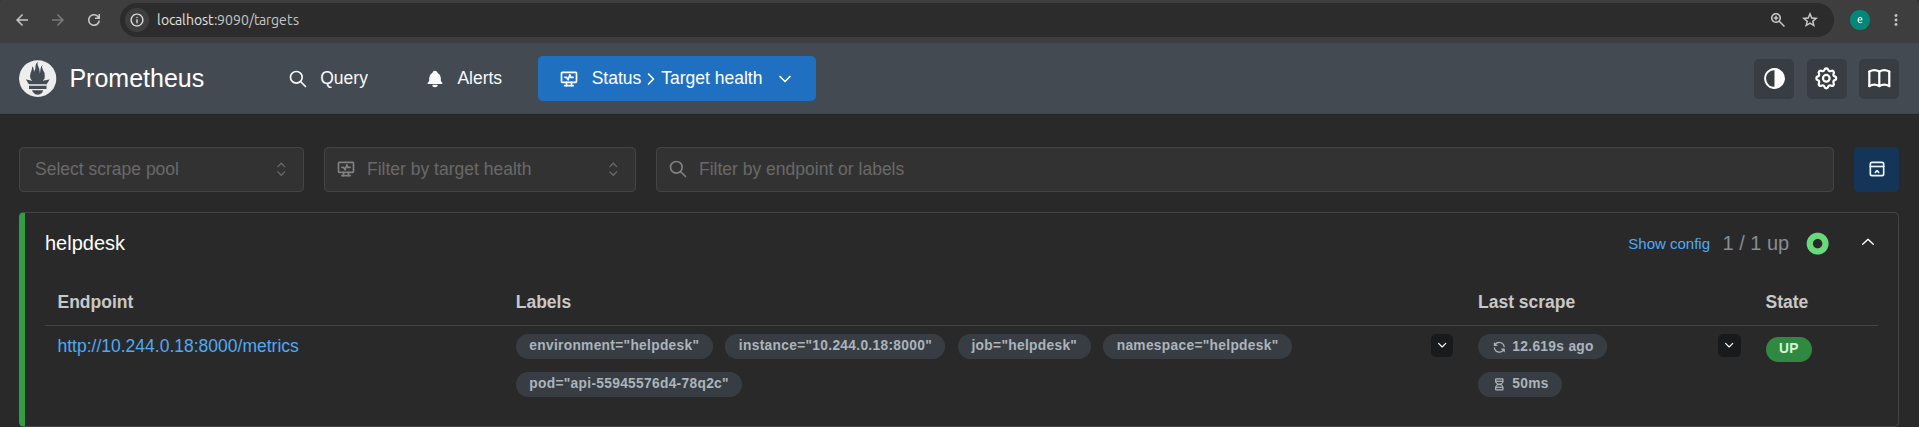 localhost:9090/targets
e
Prometheus Query Alerts Status > Target health
Select scrape pool Filter by target health Filter by endpoint or labels
helpdesk Show config 1 / 1 up
Endpoint Labels Last scrape State
http://10.244.0.18:8000/metrics environment="helpdesk" instance="10.244.0.18:8000" job="helpdesk" namespace="helpdesk" 12.619s ago UP
pod="api-55945576d4-78q2c" 50ms